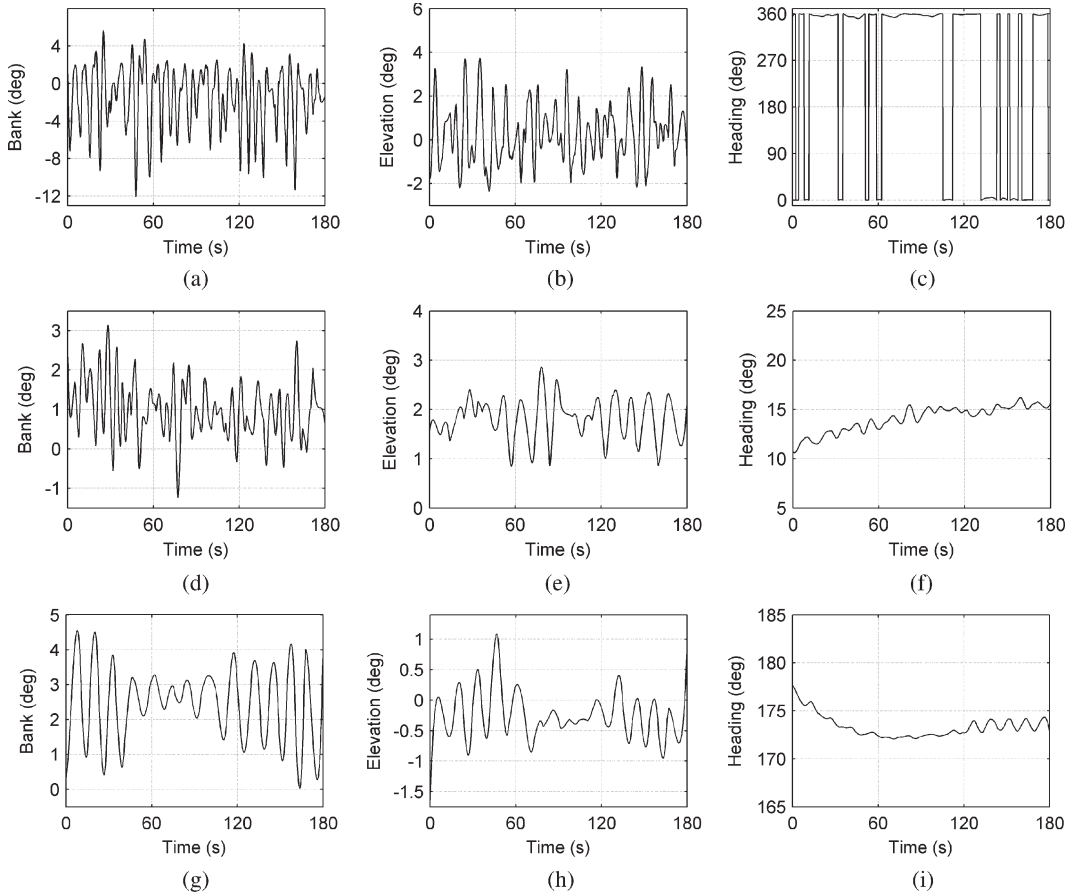 4
0
-4
-8
-12
Bank (deg)
0 60 120 180
Time (s)
(a)
6
4
2
0
-2
Elevation (deg)
0 60 120 180
Time (s)
(b)
360
270
180
90
0
Heading (deg)
0 60 120 180
Time (s)
(c)
3
2
1
0
-1
Bank (deg)
0 60 120 180
Time (s)
(d)
4
3
2
1
0
Elevation (deg)
0 60 120 180
Time (s)
(e)
25
20
15
10
5
Heading (deg)
0 60 120 180
Time (s)
(f)
5
4
3
2
1
0
Bank (deg)
0 60 120 180
Time (s)
(g)
1
0.5
0
-0.5
-1
-1.5
Elevation (deg)
0 60 120 180
Time (s)
(h)
185
180
175
170
165
Heading (deg)
0 60 120 180
Time (s)
(i)